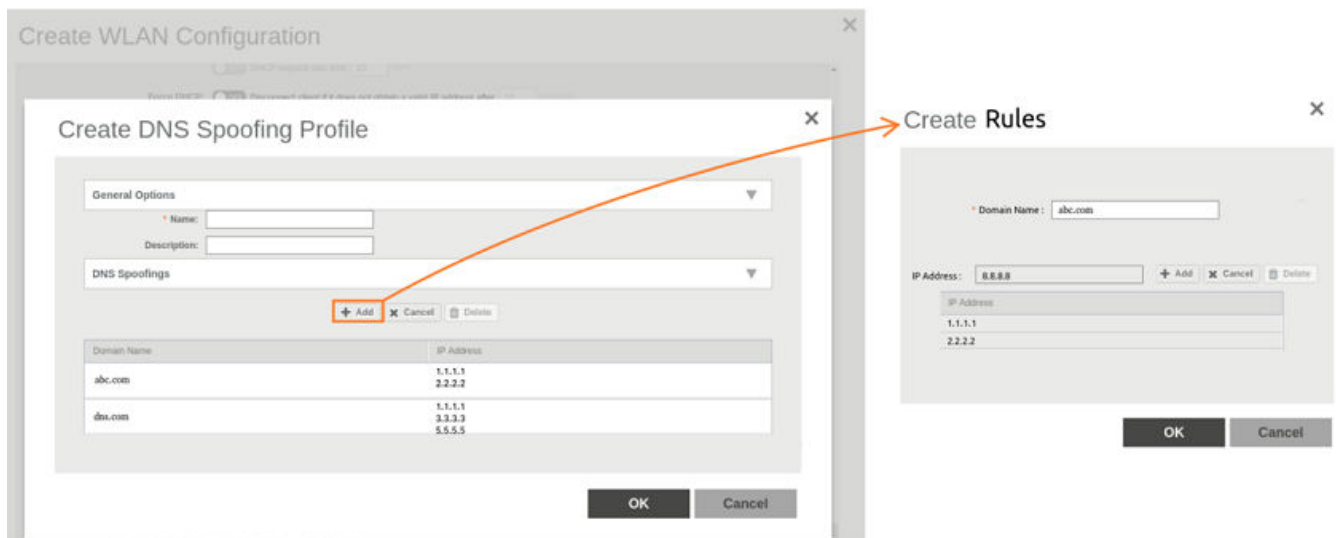 Create WLAN Configuration
Create DNS Spoofing Profile
General Options
* Name:
Description:
DNS Spoofings
+ Add x Cancel Delete
Domain Name IP Address
abc.com 1.1.1.1
2.2.2.2
dns.com 1.1.1.1
3.3.3.3
5.5.5.5
OK Cancel
Create Rules
* Domain Name : abc.com
IP Address : 8.8.8.8 + Add x Cancel Delete
IP Address
1.1.1.1
2.2.2.2
OK Cancel